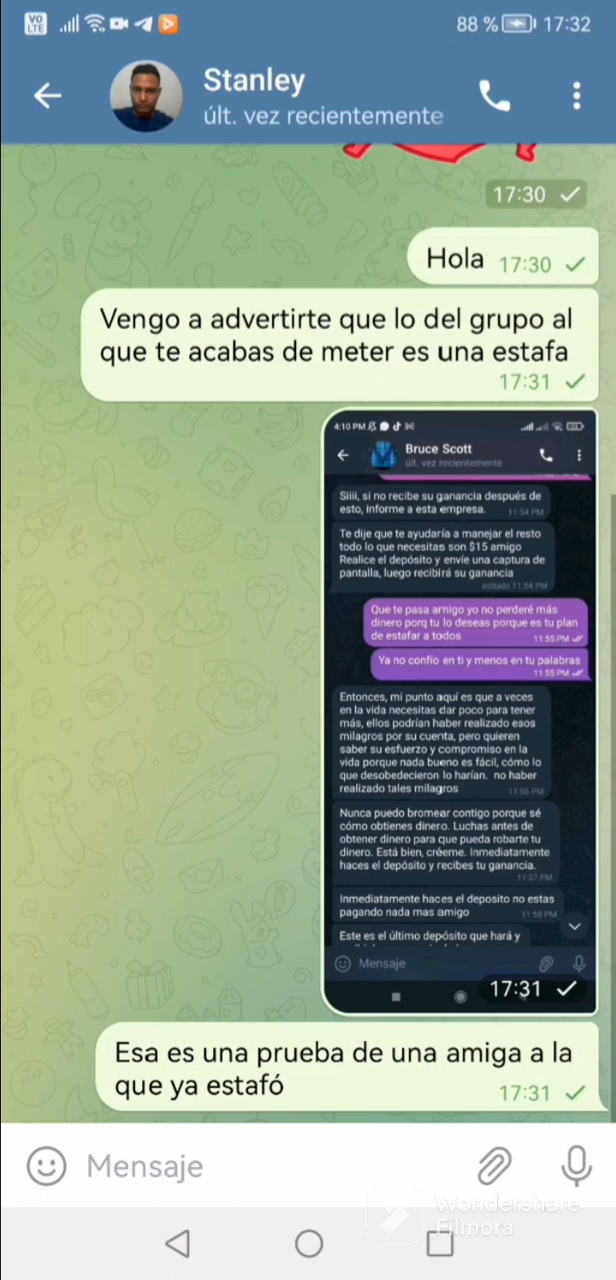 VO LTE 88 % 17:32
Stanley
últ. vez recientemente
17:30
Hola 17:30
Vengo a advertirte que lo del grupo al
que te acabas de meter es una estafa
17:31
4:10 PM
Bruce Scott
últ. vez recientemente
Siiii, si no recibe su ganancia después de
esto, informe a esta empresa. 11:54 PM
Te dije que te ayudaría a manejar el resto
todo lo que necesitas son $15 amigo
Realice el depósito y envíe una captura de
pantalla, luego recibirá su ganancia
editado 11:54 PM
Que te pasa amigo yo no perderé más
dinero porq tu lo deseas porque es tu plan
de estafar a todos 11:55 PM
Ya no confío en ti y menos en tu palabras
11:55 PM
Entonces, mi punto aquí es que a veces
en la vida necesitas dar poco para tener
más, ellos podrían haber realizado esos
milagros por su cuenta, pero quieren
saber su esfuerzo y compromiso en la
vida porque nada bueno es fácil, cómo lo
que desobedecieron lo harían. no haber
realizado tales milagros 11:56 PM
Nunca puedo bromear contigo porque sé
cómo obtienes dinero. Luchas antes de
obtener dinero para que pueda robarte tu
dinero. Está bien, créeme. Inmediatamente
haces el depósito y recibes tu ganancia.
11:57 PM
Inmediatamente haces el deposito no estas
pagando nada mas amigo 11:58 PM
Este es el último depósito que hará y
Mensaje
17:31
Esa es una prueba de una amiga a la
que ya estafó 17:31
Mensaje
Wondershare
Filmora